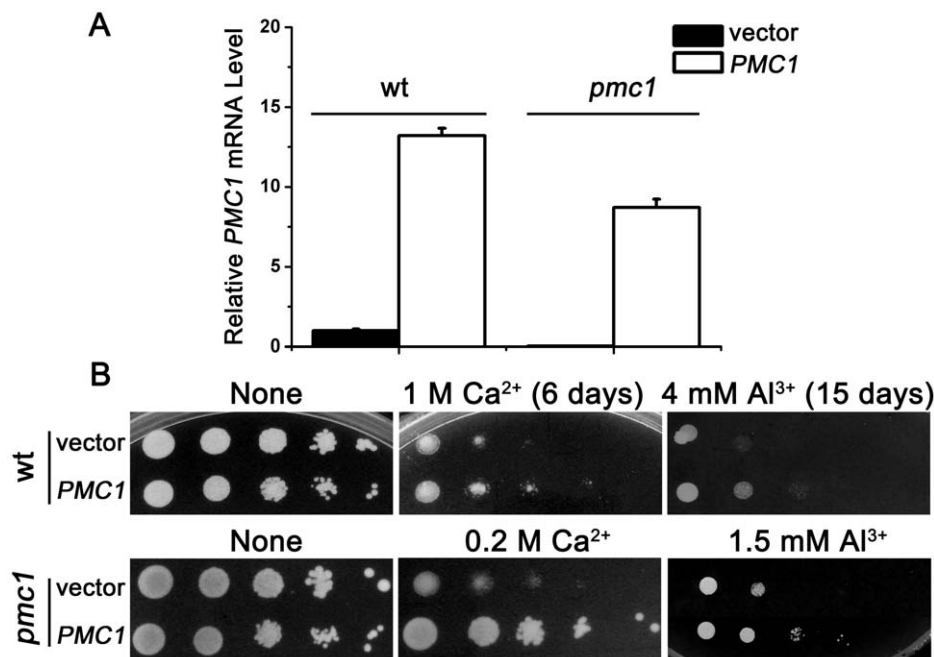 A
Relative PMC1 mRNA Level
vector
PMC1
wt
pmc1
15
10
5
0
B
None
1 M Ca²⁺ (6 days)
4 mM Al³⁺ (15 days)
wt
vector
PMC1
None
0.2 M Ca²⁺
1.5 mM Al³⁺
pmc1
vector
PMC1